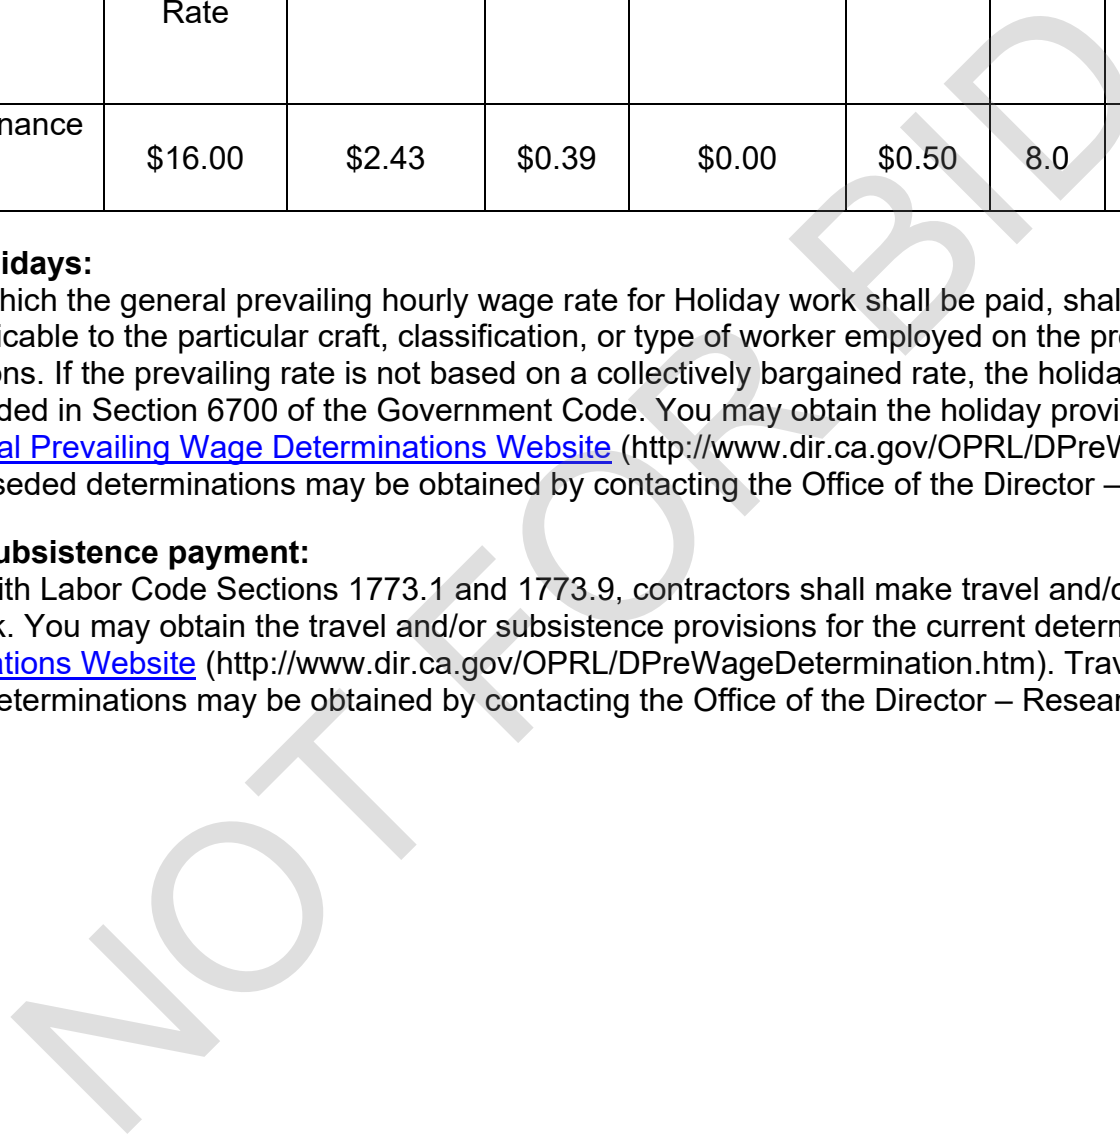 Rate
nance
$16.00 $2.43 $0.39 $0.00 $0.50 8.0
idays:
hich the general prevailing hourly wage rate for Holiday work shall be paid, shal
icable to the particular craft, classification, or type of worker employed on the pr
ons. If the prevailing rate is not based on a collectively bargained rate, the holida
ded in Section 6700 of the Government Code. You may obtain the holiday provi
al Prevailing Wage Determinations Website (http://www.dir.ca.gov/OPRL/DPreW
seded determinations may be obtained by contacting the Office of the Director –
ubsistence payment:
ith Labor Code Sections 1773.1 and 1773.9, contractors shall make travel and/o
k. You may obtain the travel and/or subsistence provisions for the current determ
ations Website (http://www.dir.ca.gov/OPRL/DPreWageDetermination.htm). Trav
eterminations may be obtained by contacting the Office of the Director – Resear
NOT FOR BID